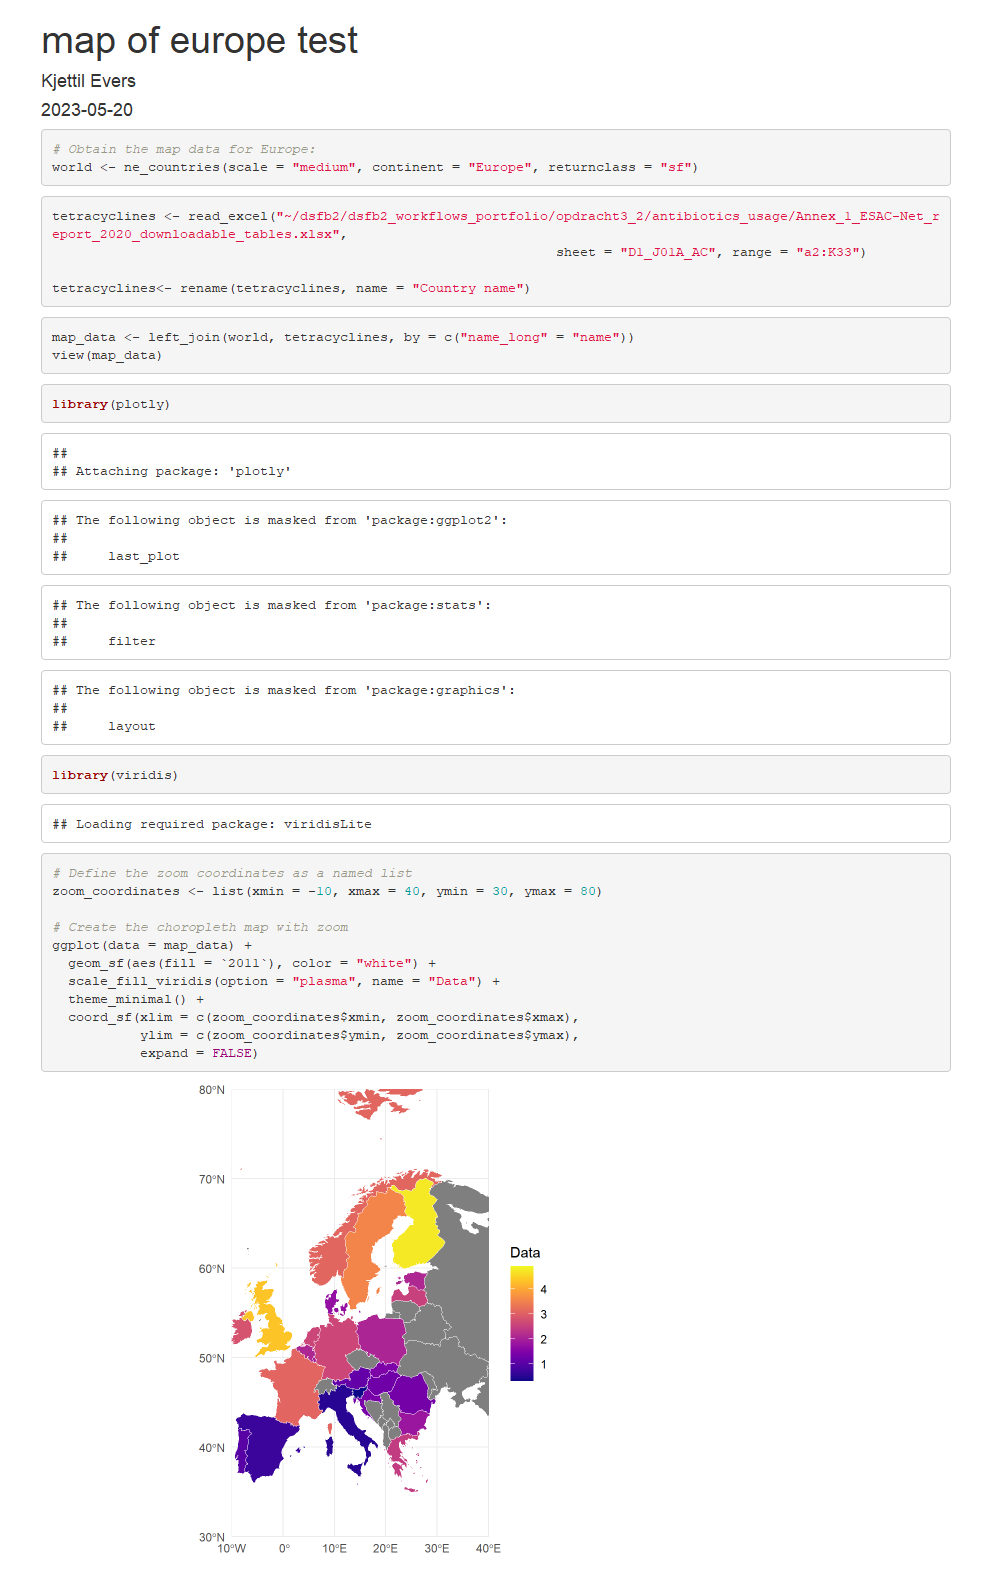 map of europe test
Kjettil Evers
2023-05-20
# Obtain the map data for Europe:
world <- ne_countries(scale = "medium", continent = "Europe", returnclass = "sf")
tetracyclines <- read_excel("~/dsfb2/dsfb2_workflows_portfolio/opdracht3_2/antibiotics_usage/Annex_1_ESAC-Net_r
eport_2020_downloadable_tables.xlsx",
sheet = "D1_J01A_AC", range = "a2:K33")
tetracyclines<- rename(tetracyclines, name = "Country name")
map_data <- left_join(world, tetracyclines, by = c("name_long" = "name"))
view(map_data)
library(plotly)
##
## Attaching package: 'plotly'
## The following object is masked from 'package:ggplot2':
##
##     last_plot
## The following object is masked from 'package:stats':
##
##     filter
## The following object is masked from 'package:graphics':
##
##     layout
library(viridis)
## Loading required package: viridisLite
# Define the zoom coordinates as a named list
zoom_coordinates <- list(xmin = -10, xmax = 40, ymin = 30, ymax = 80)
# Create the choropleth map with zoom
ggplot(data = map_data) +
  geom_sf(aes(fill = `2011`), color = "white") +
  scale_fill_viridis(option = "plasma", name = "Data") +
  theme_minimal() +
  coord_sf(xlim = c(zoom_coordinates$xmin, zoom_coordinates$xmax),
           ylim = c(zoom_coordinates$ymin, zoom_coordinates$ymax),
           expand = FALSE)
80°N
70°N
60°N
50°N
40°N
30°N
10°W 0° 10°E 20°E 30°E 40°E
Data
4
3
2
1